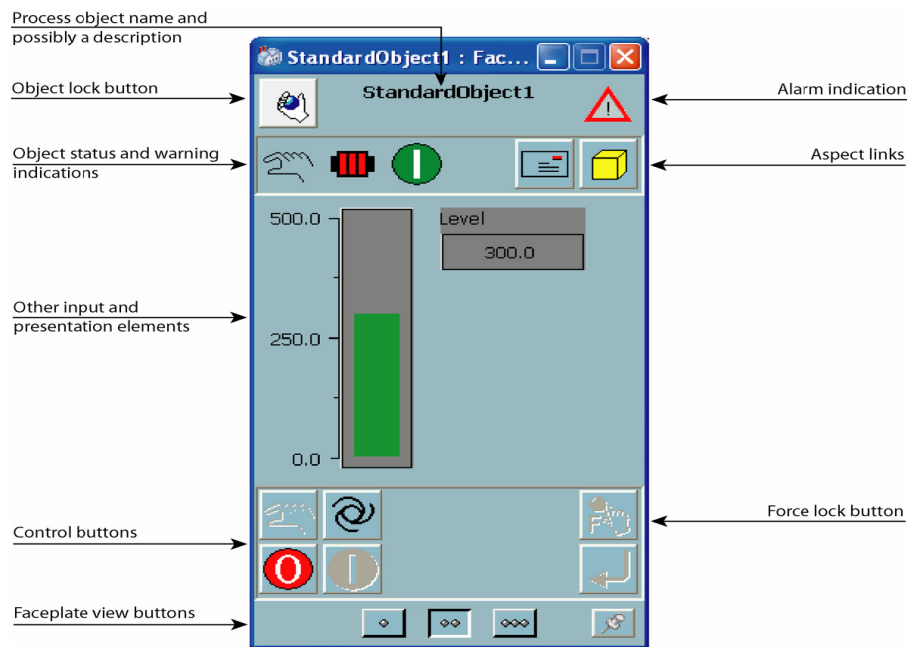 Process object name and
possibly a description
StandardObject1 : Fac...
Object lock button
StandardObject1
Alarm indication
Object status and warning
indications
Aspect links
500.0
Level
300.0
Other input and
presentation elements
250.0
0.0
Control buttons
F
Force lock button
Faceplate view buttons